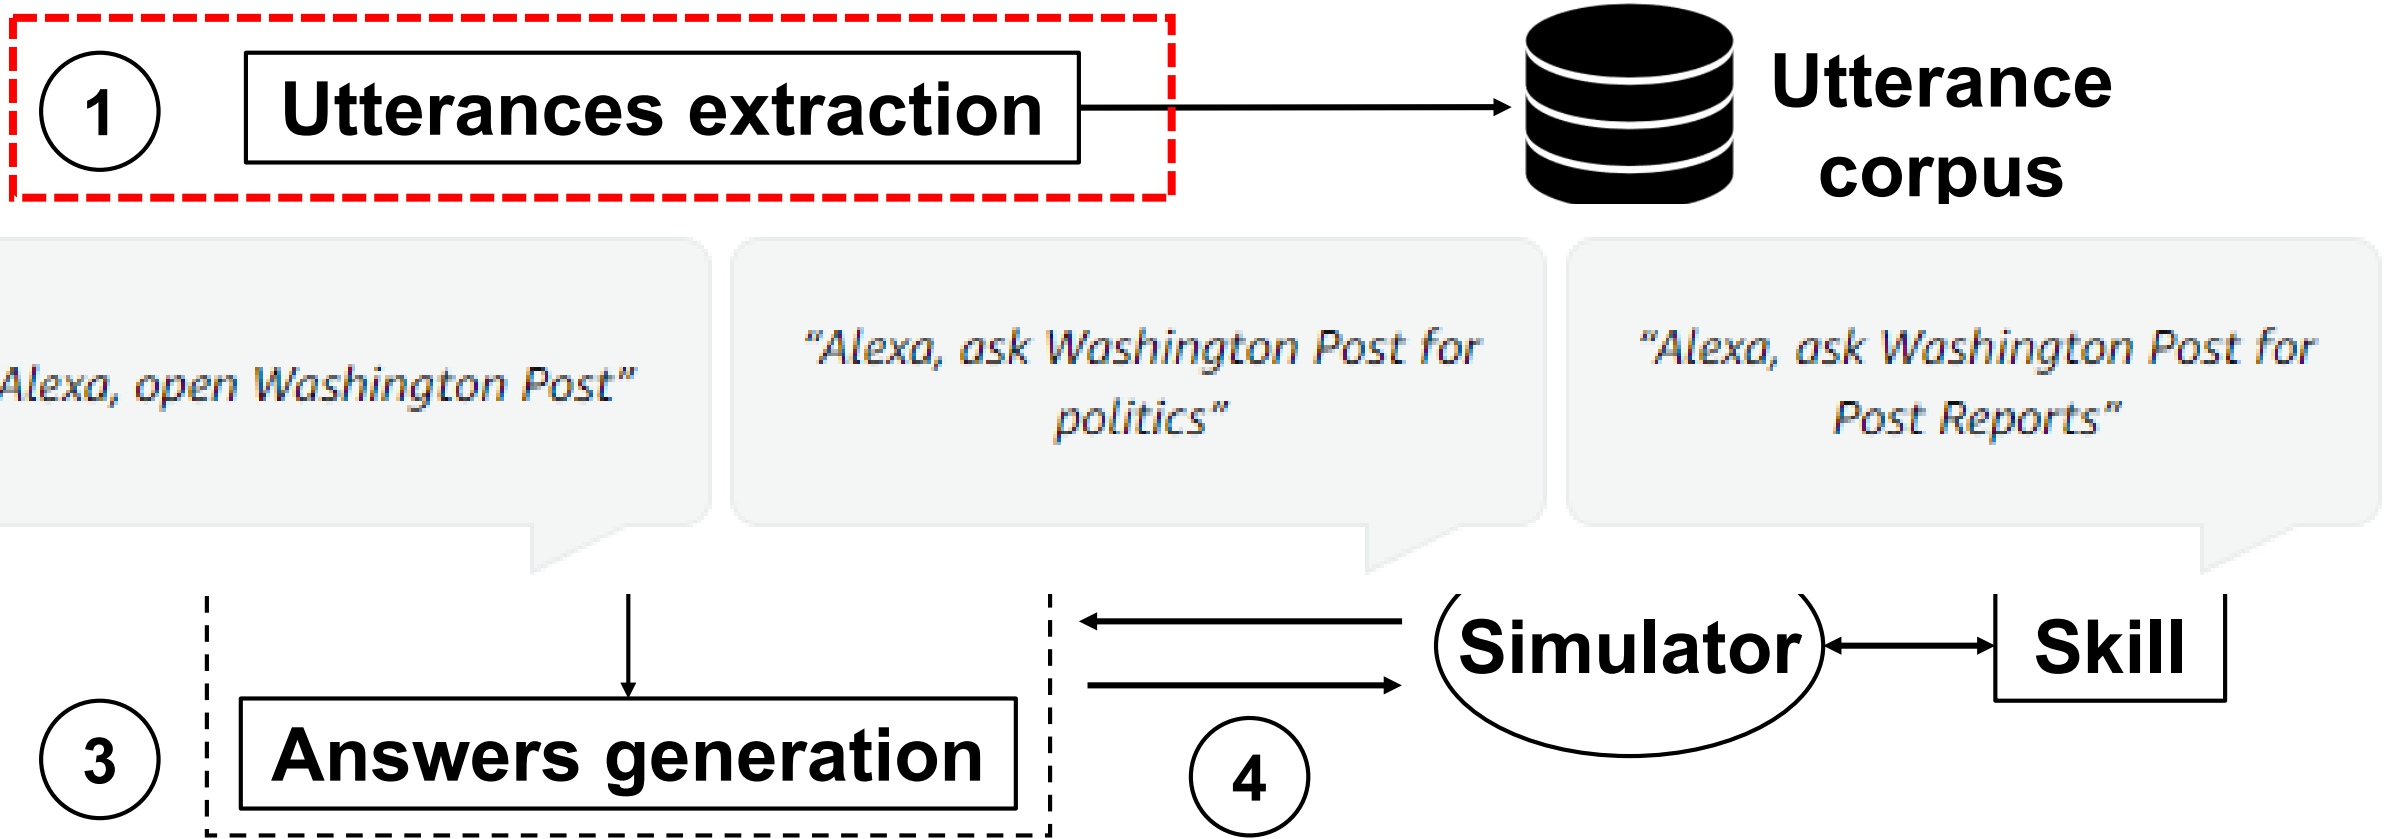 1
Utterances extraction
Utterance
corpus
Alexa, open Washington Post"
"Alexa, ask Washington Post for
politics"
"Alexa, ask Washington Post for
Post Reports"
Simulator
Skill
3
Answers generation
4